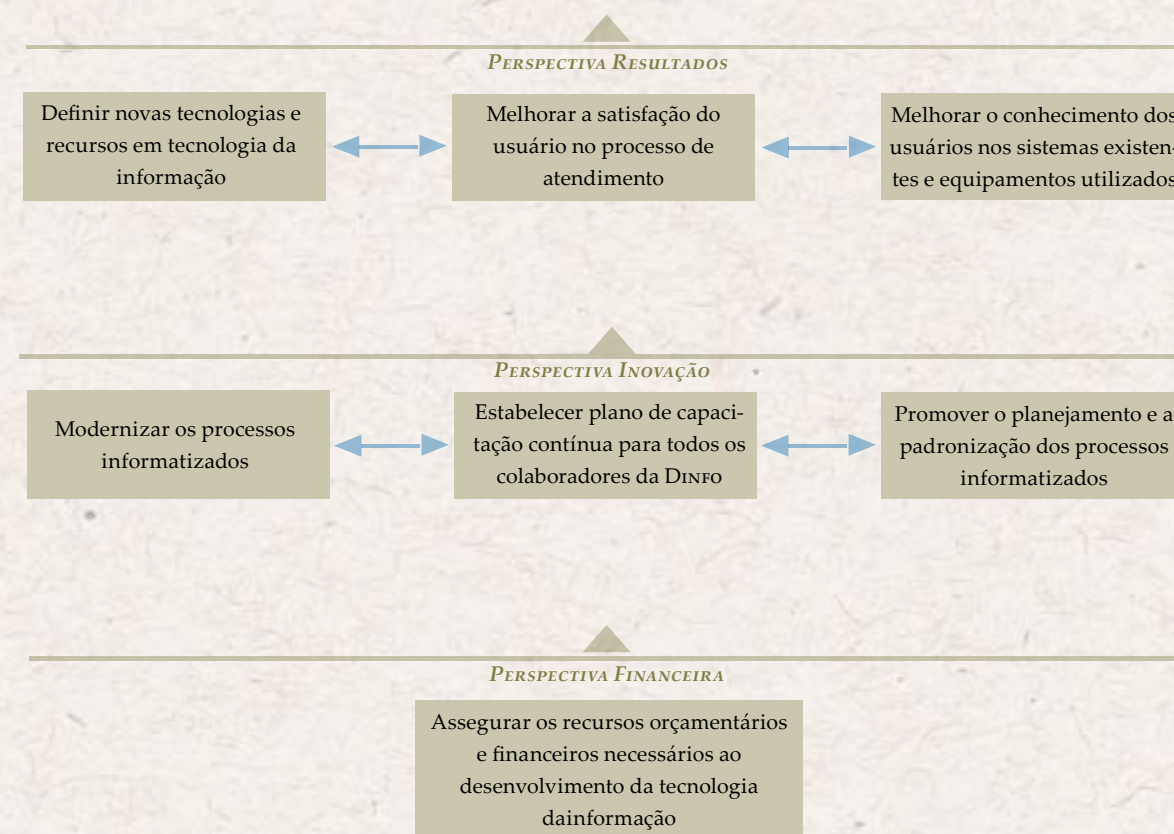 Perspectiva Resultados
Definir novas tecnologias e
recursos em tecnologia da
informação
Melhorar a satisfação do
usuário no processo de
atendimento
Melhorar o conhecimento dos
usuários nos sistemas existen-
tes e equipamentos utilizados
Perspectiva Inovação
Modernizar os processos
informatizados
Estabelecer plano de capaci-
tação contínua para todos os
colaboradores da Dinfo
Promover o planejamento e a
padronização dos processos
informatizados
Perspectiva Financeira
Assegurar os recursos orçamentários
e financeiros necessários ao
desenvolvimento da tecnologia
dainformação